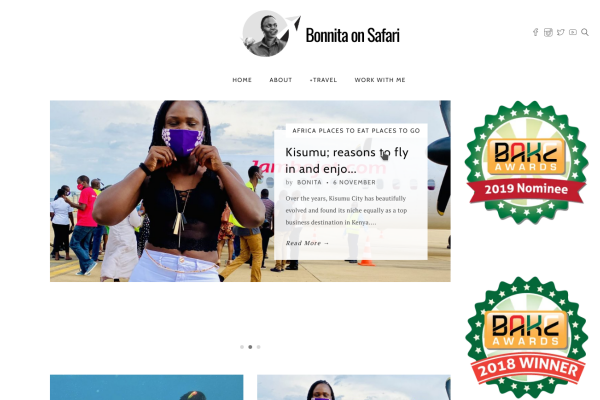 Bonnita on Safari
HOME ABOUT +TRAVEL WORK WITH ME
AFRICA PLACES TO EAT PLACES TO GO
Kisumu; reasons to fly
in and enjo...
by BONITA • 6 NOVEMBER
Over the years, Kisumu City has beautifully
evolved and found its niche equally as a top
business destination in Kenya....
Read More →
BAKE
AWARDS
2019 Nominee
BAKE
AWARDS
2018 WINNER